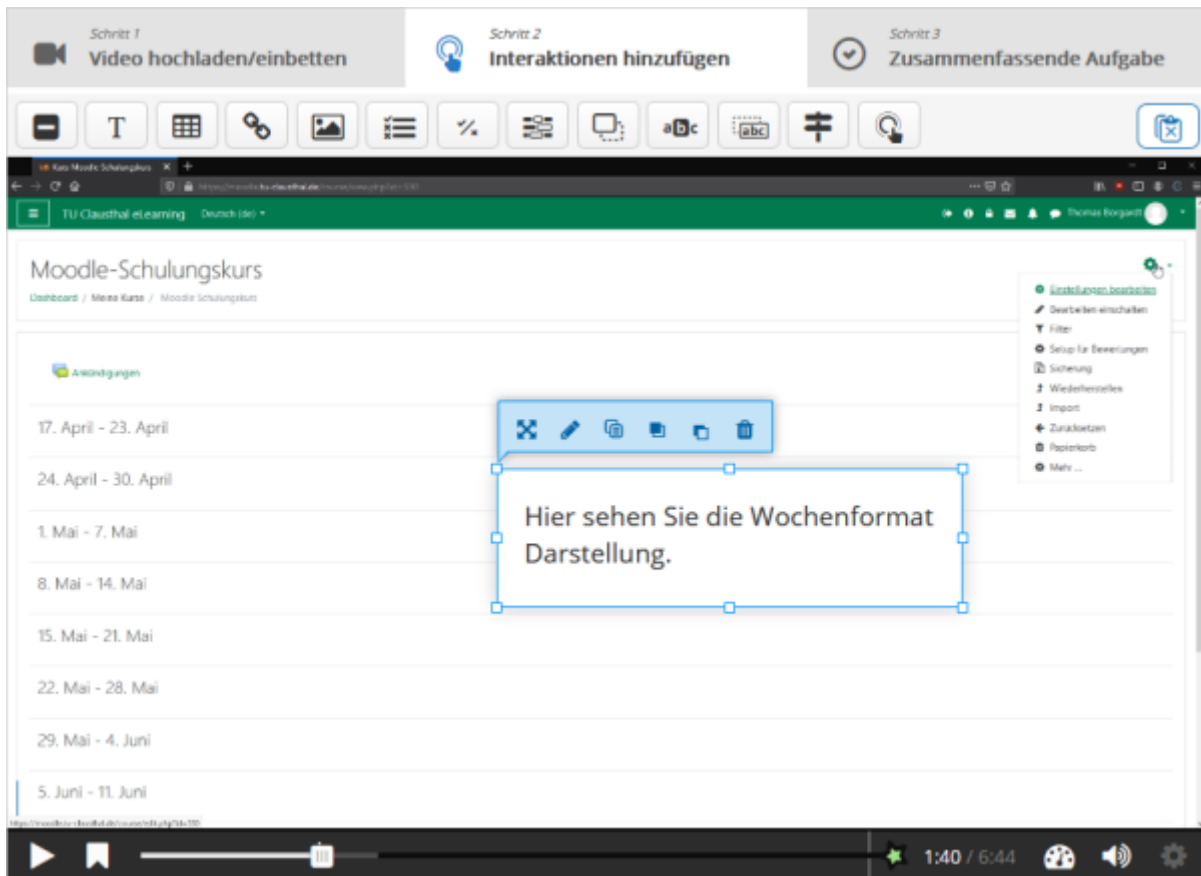 Schritt 1
Video hochladen/einbetten
Schritt 2
Interaktionen hinzufügen
Schritt 3
Zusammenfassende Aufgabe
T
abc
abc
Kurs Moodle-Schulungskurs
TU Clausthal eLearning Deutsch (de)
Thomas Borgardt
Moodle-Schulungskurs
Dashboard / Meine Kurse / Moodle Schulungskurs
Einstellungen bearbeiten
Bearbeiten einschalten
Filter
Setup für Bewertungen
Sicherung
Wiederherstellen
Import
Zurücksetzen
Papierkorb
Mehr ...
Ankündigungen
17. April - 23. April
24. April - 30. April
1. Mai - 7. Mai
8. Mai - 14. Mai
15. Mai - 21. Mai
22. Mai - 28. Mai
29. Mai - 4. Juni
5. Juni - 11. Juni
Hier sehen Sie die Wochenformat
Darstellung.
1:40 / 6:44